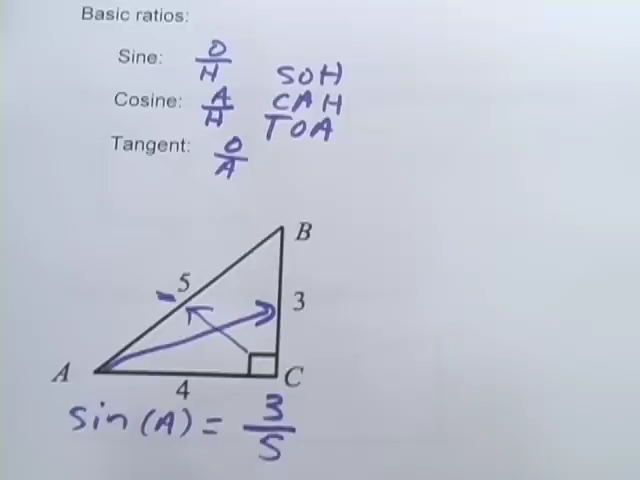 Basic ratios:
Sine: O/H SOH
Cosine: A/H CAH
Tangent: O/A TOA
B
5
3
A
C
4
sin(A) = 3/5